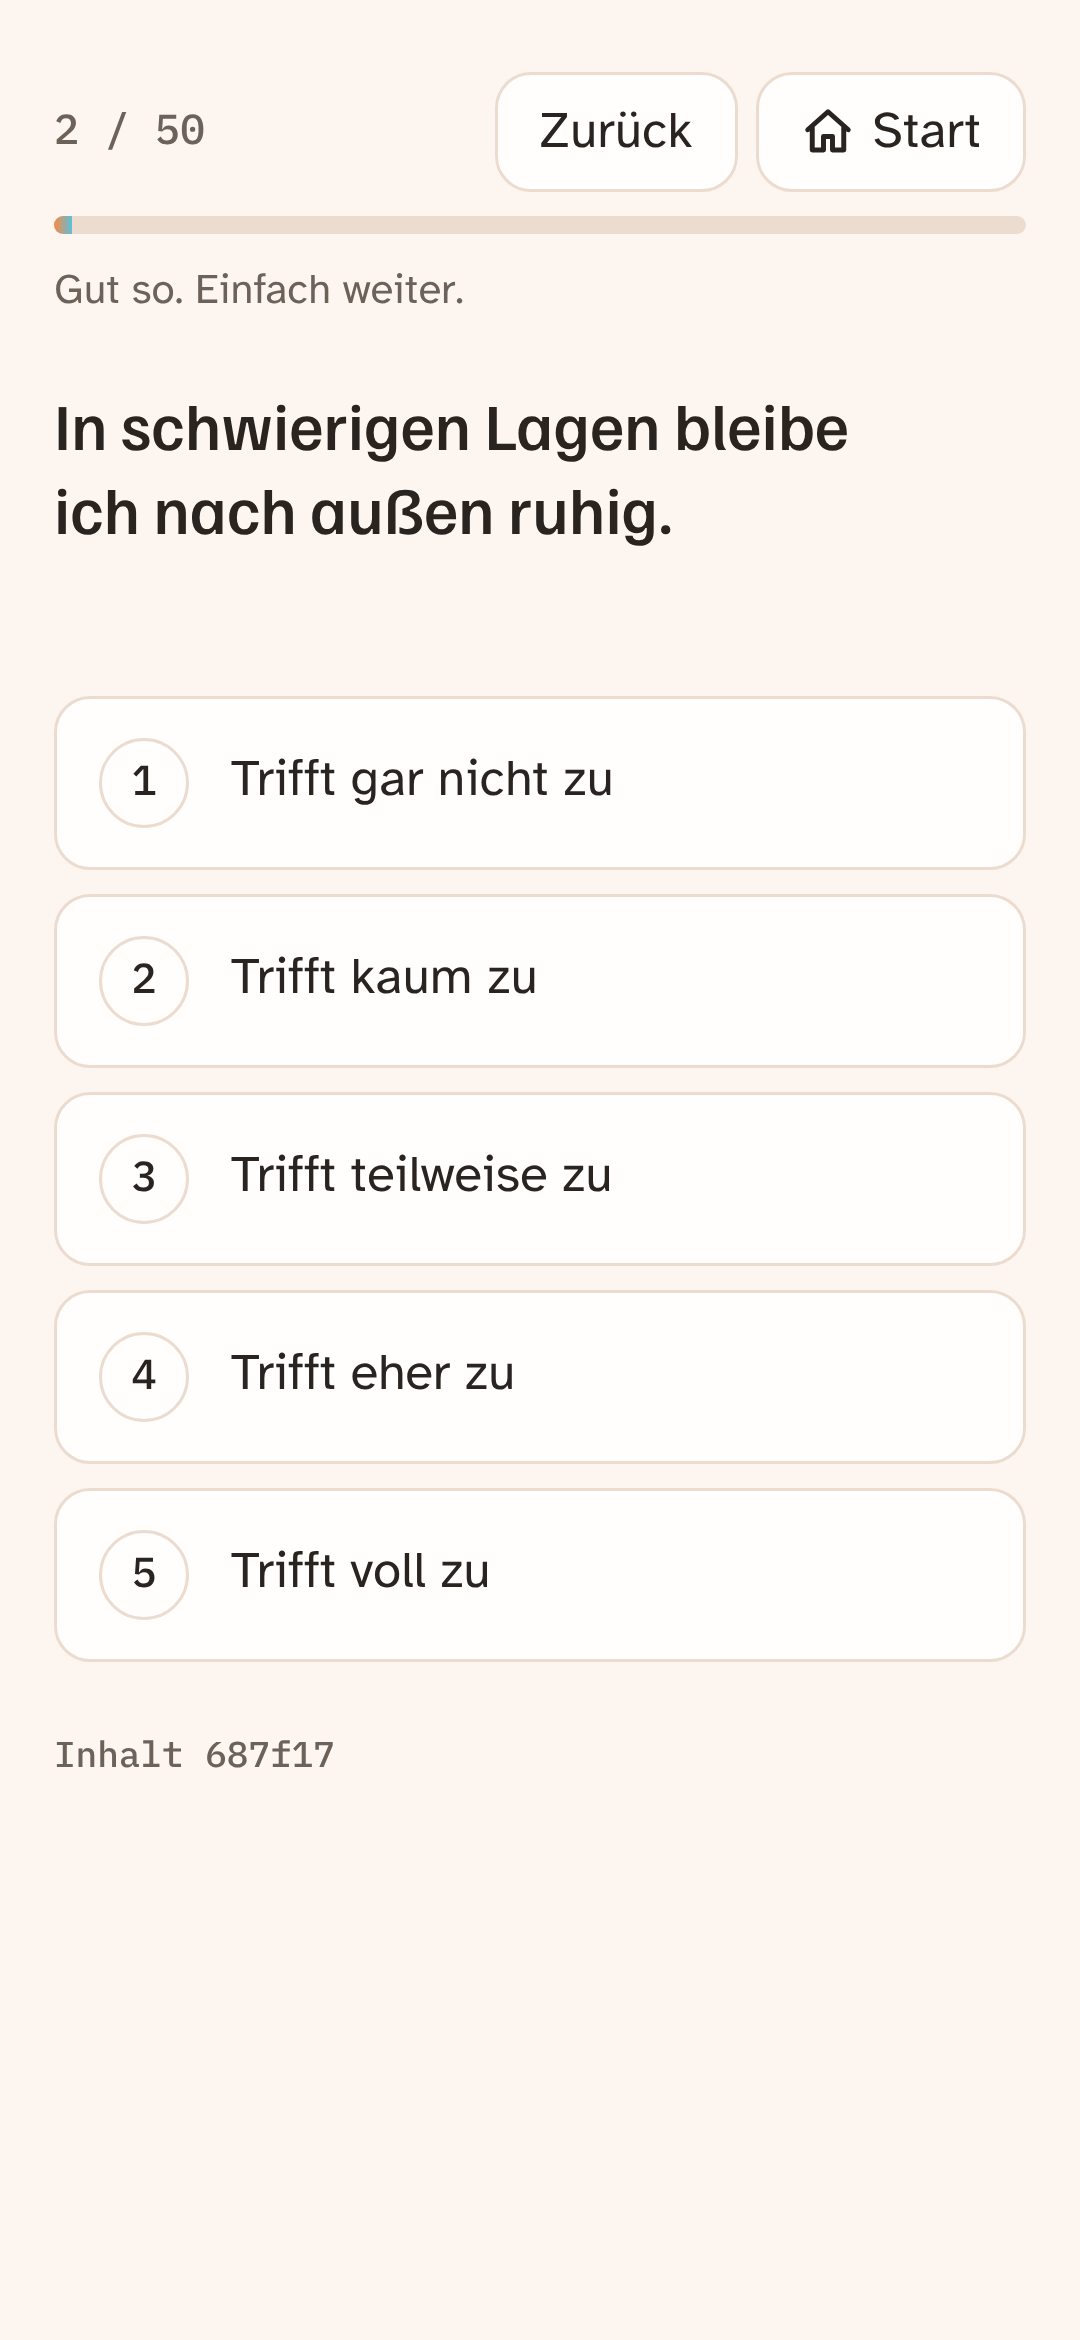 2 / 50
Zurück
Start
Gut so. Einfach weiter.
In schwierigen Lagen bleibe
ich nach außen ruhig.
1 Trifft gar nicht zu
2 Trifft kaum zu
3 Trifft teilweise zu
4 Trifft eher zu
5 Trifft voll zu
Inhalt 687f17